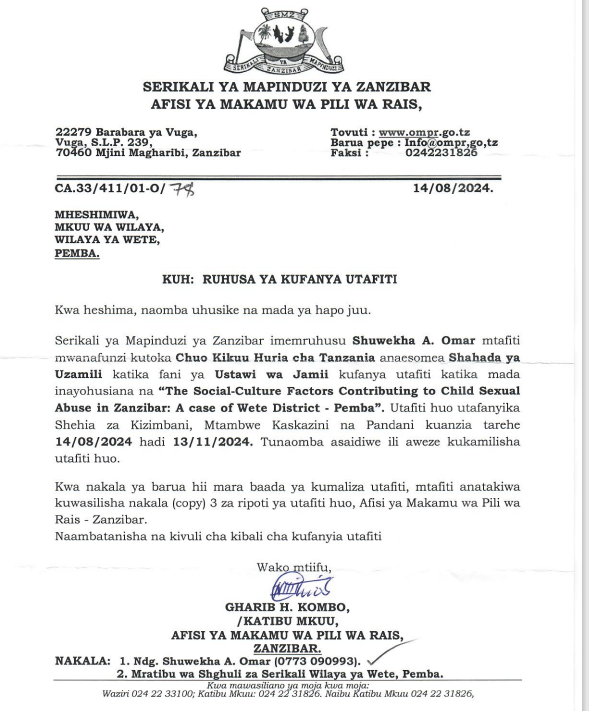 SMZ
SERIKALI YA MAPINDUZI YA ZANZIBAR
AFISI YA MAKAMU WA PILI WA RAIS,
22279 Barabara ya Vuga,
Vuga, S.L.P. 239,
70460 Mjini Magharibi, Zanzibar
Tovuti : www.ompr.go.tz
Barua pepe : Info@ompr.go,tz
Faksi : 0242231826
CA.33/411/01-O/
14/08/2024.
MHESHIMIWA,
MKUU WA WILAYA,
WILAYA YA WETE,
PEMBA.
KUH: RUHUSA YA KUFANYA UTAFITI
Kwa heshima, naomba uhusike na mada ya hapo juu.
Serikali ya Mapinduzi ya Zanzibar imemruhusu Shuwekha A. Omar mtafiti
mwanafunzi kutoka Chuo Kikuu Huria cha Tanzania anaesomea Shahada ya
Uzamili katika fani ya Ustawi wa Jamii kufanya utafiti katika mada
inayohusiana na “The Social-Culture Factors Contributing to Child Sexual
Abuse in Zanzibar: A case of Wete District - Pemba”. Utafiti huo utafanyika
Shehia za Kizimbani, Mtambwe Kaskazini na Pandani kuanzia tarehe
14/08/2024 hadi 13/11/2024. Tunaomba asaidiwe ili aweze kukamilisha
utafiti huo.
Kwa nakala ya barua hii mara baada ya kumaliza utafiti, mtafiti anatakiwa
kuwasilisha nakala (copy) 3 za ripoti ya utafiti huo, Afisi ya Makamu wa Pili wa
Rais - Zanzibar.
Naambatanisha na kivuli cha kibali cha kufanyia utafiti
Wako mtiifu,
GHARIB H. KOMBO,
/KATIBU MKUU,
AFISI YA MAKAMU WA PILI WA RAIS,
ZANZIBAR.
NAKALA: 1. Ndg. Shuwekha A. Omar (0773 090993).
2. Mratibu wa Shghuli za Serikali Wilaya ya Wete, Pemba.
Kwa mawasiliano ya moja kwa moja:
Waziri 024 22 33100; Katibu Mkuu: 024 22 31826. Naibu Katibu Mkuu 024 22 31826,